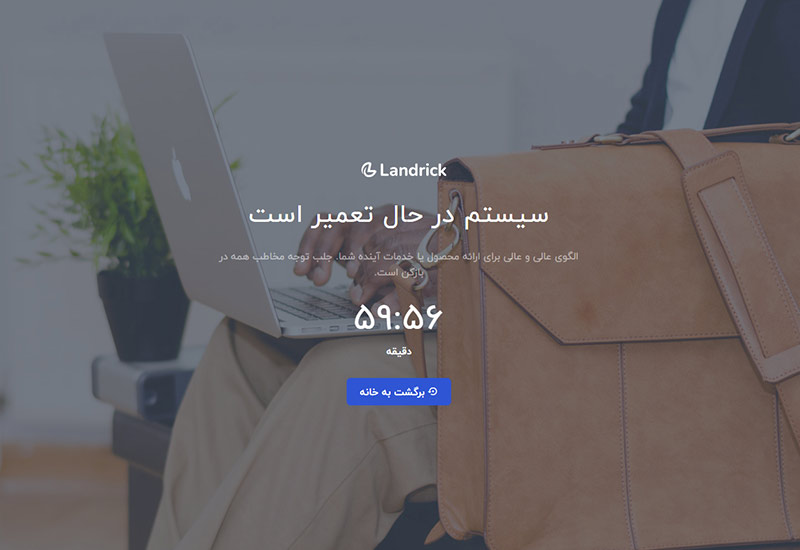 Landrick
سیستم در حال تعمیر است
الگوی عالی و عالی برای ارائه محصول یا خدمات آینده شما. جلب توجه مخاطب همه در
بازکن است.
۵۹:۵۶
دقیقه
برگشت به خانه